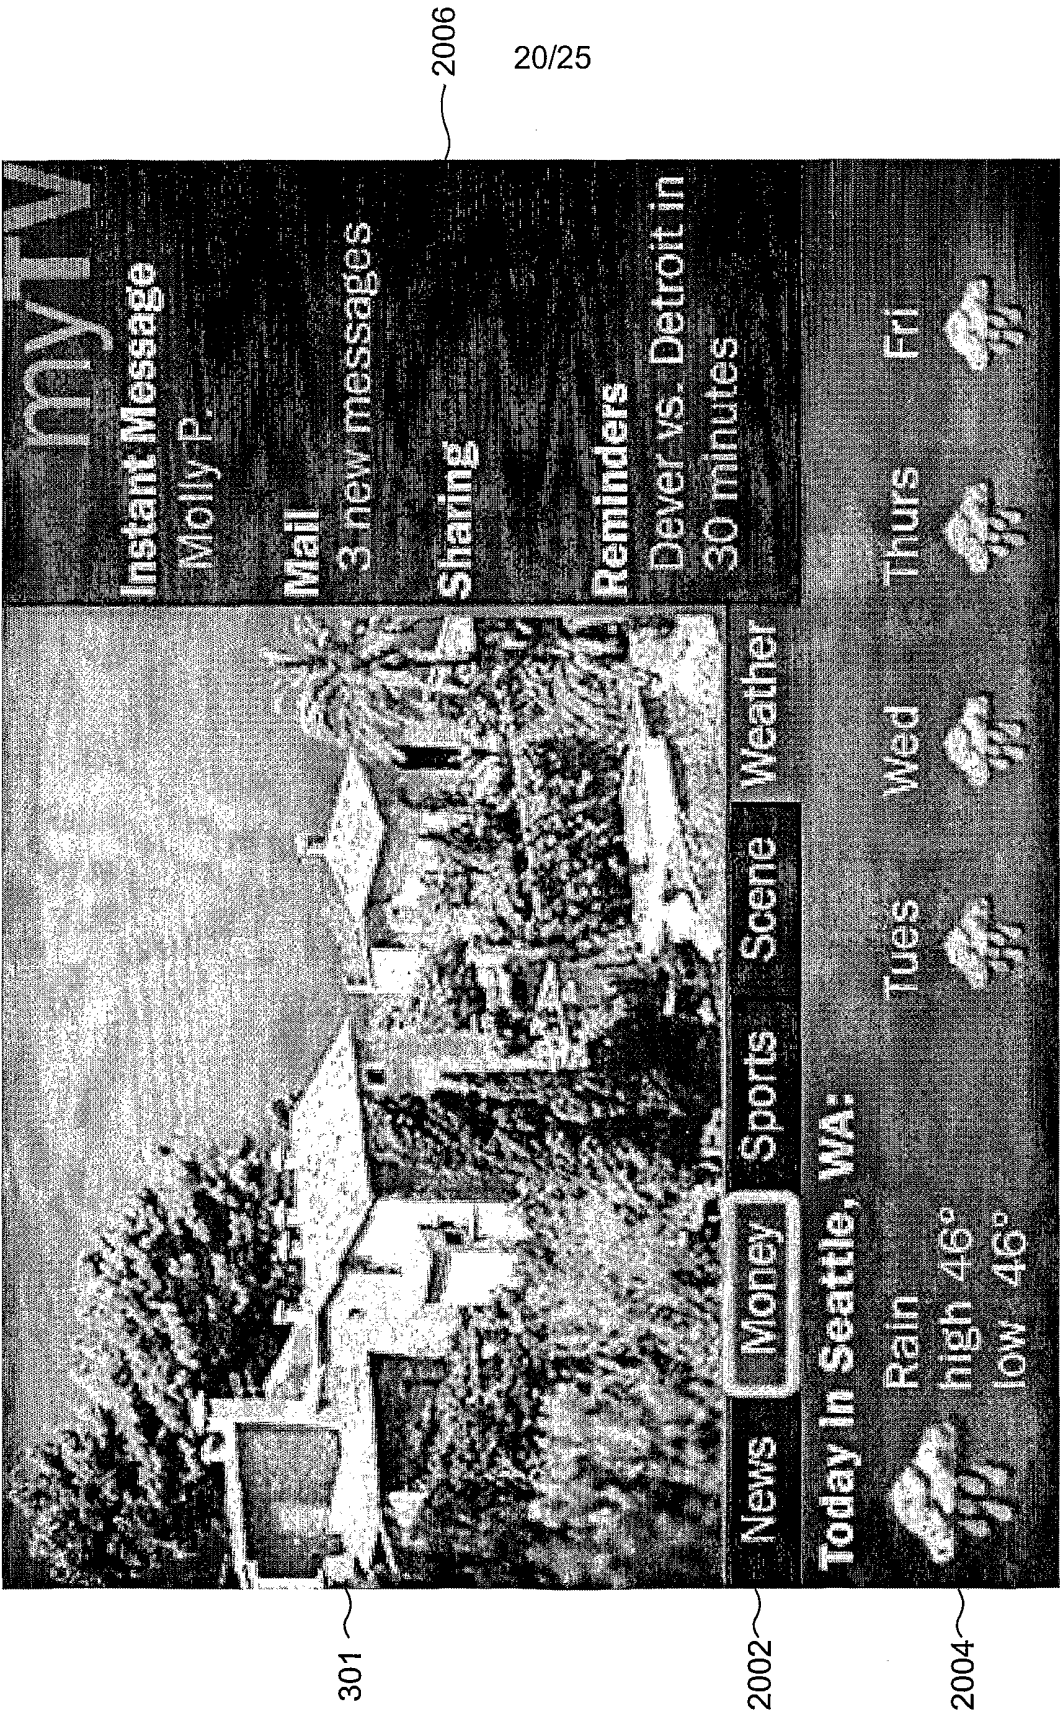 20/25
myTV
Instant Message
Molly P.
Mail
3 new messages
Sharing
Reminders
Dever vs. Detroit in
30 minutes
2006
301
2002
News Money Sports Scene Weather
Today in Seattle, WA:
Rain
high 46°
low 46°
Tues Wed Thurs Fri
2004